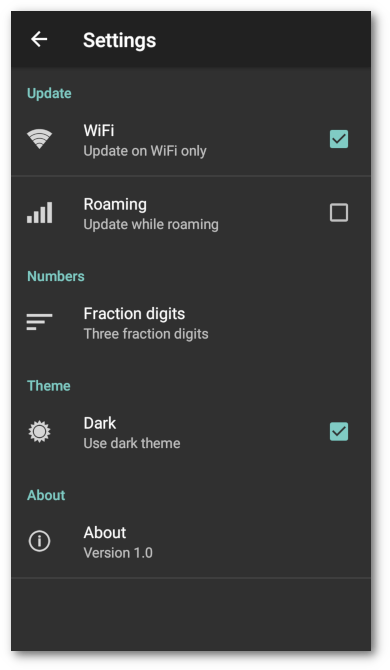 Settings
Update
WiFi
Update on WiFi only
Roaming
Update while roaming
Numbers
Fraction digits
Three fraction digits
Theme
Dark
Use dark theme
About
About
Version 1.0